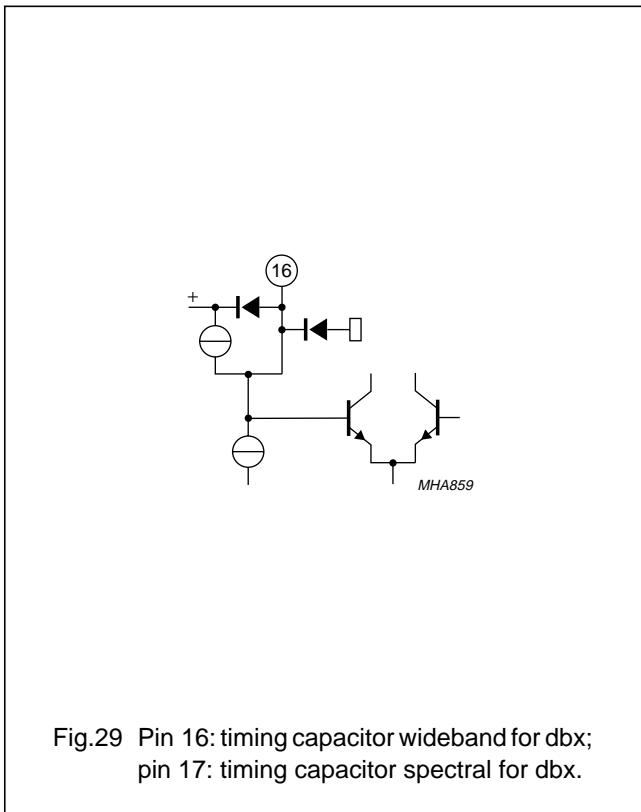 16
+
MHA859
Fig.29 Pin 16: timing capacitor wideband for dbx;
pin 17: timing capacitor spectral for dbx.